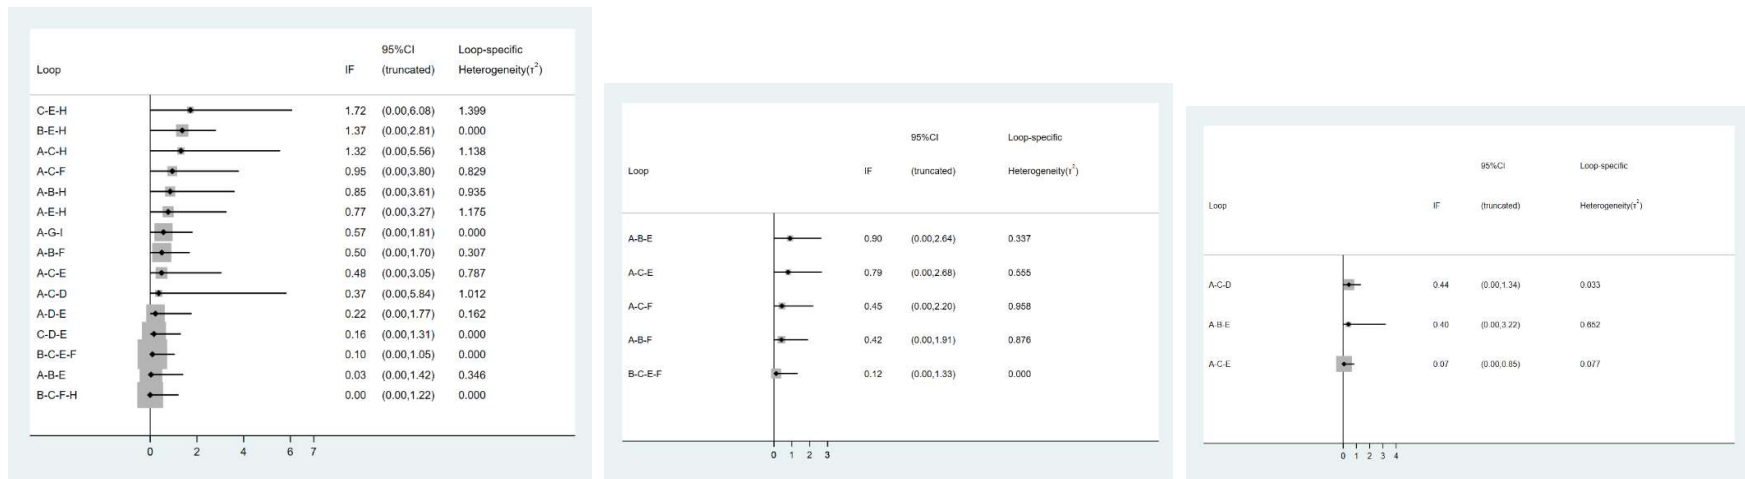 95%CI Loop-specific
Loop IF (truncated) Heterogeneity(τ²)
C-E-H 1.72 (0.00,6.08) 1.399
B-E-H 1.37 (0.00,2.81) 0.000
A-C-H 1.32 (0.00,5.56) 1.138
A-C-F 0.95 (0.00,3.80) 0.829
A-B-H 0.85 (0.00,3.61) 0.935
A-E-H 0.77 (0.00,3.27) 1.175
A-G-I 0.57 (0.00,1.81) 0.000
A-B-F 0.50 (0.00,1.70) 0.307
A-C-E 0.48 (0.00,3.05) 0.787
A-C-D 0.37 (0.00,5.84) 1.012
A-D-E 0.22 (0.00,1.77) 0.162
C-D-E 0.16 (0.00,1.31) 0.000
B-C-E-F 0.10 (0.00,1.05) 0.000
A-B-E 0.03 (0.00,1.42) 0.346
B-C-F-H 0.00 (0.00,1.22) 0.000
0 2 4 6 7
95%CI Loop-specific
Loop IF (truncated) Heterogeneity(τ²)
A-B-E 0.90 (0.00,2.64) 0.337
A-C-E 0.79 (0.00,2.68) 0.555
A-C-F 0.45 (0.00,2.20) 0.958
A-B-F 0.42 (0.00,1.91) 0.876
B-C-E-F 0.12 (0.00,1.33) 0.000
0 1 2 3
95%CI Loop-specific
Loop IF (truncated) Heterogeneity(τ²)
A-C-D 0.44 (0.00,1.34) 0.033
A-B-E 0.40 (0.00,3.22) 0.652
A-C-E 0.07 (0.00,0.85) 0.077
0 1 2 3 4